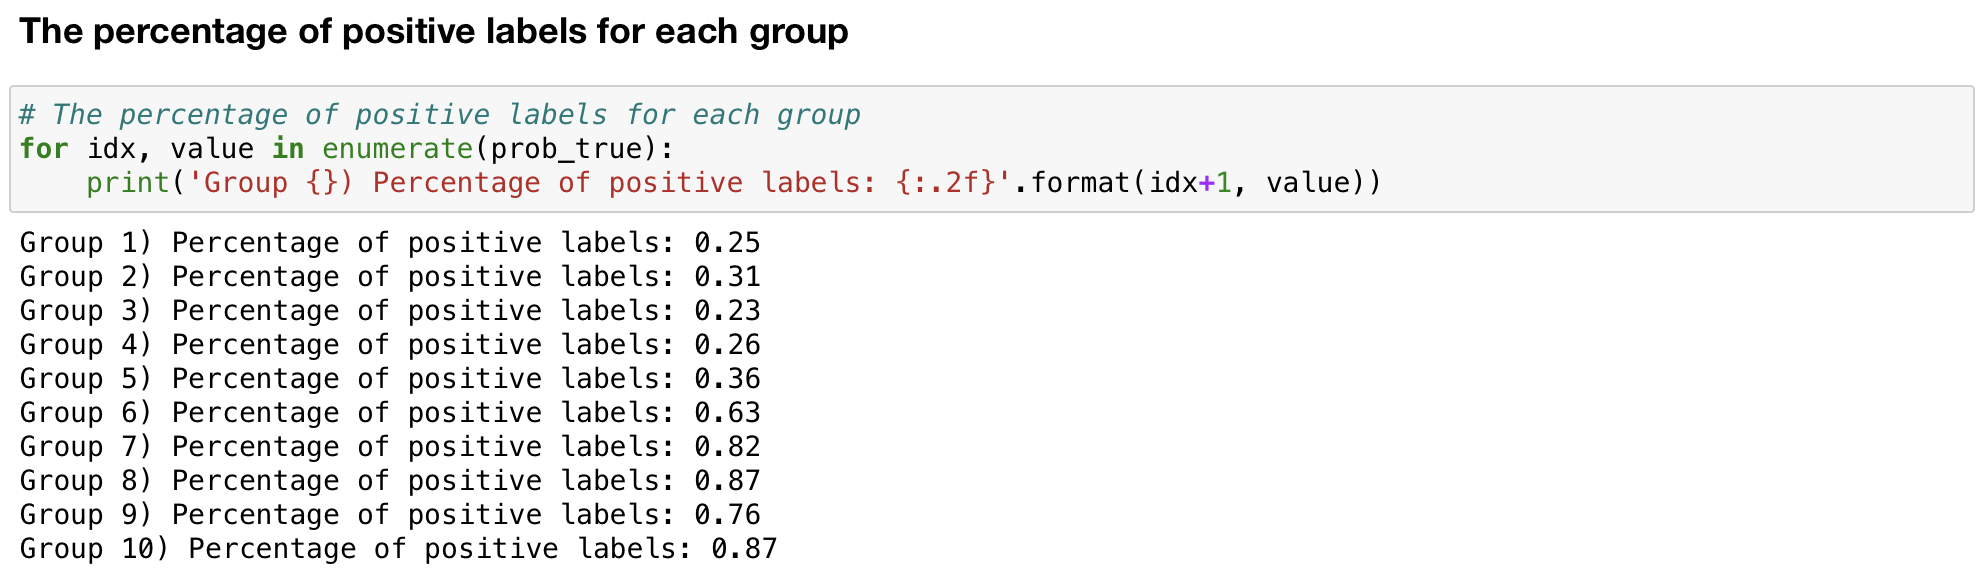 The percentage of positive labels for each group
# The percentage of positive labels for each group
for idx, value in enumerate(prob_true):
    print('Group {}) Percentage of positive labels: {:.2f}'.format(idx+1, value))
Group 1) Percentage of positive labels: 0.25
Group 2) Percentage of positive labels: 0.31
Group 3) Percentage of positive labels: 0.23
Group 4) Percentage of positive labels: 0.26
Group 5) Percentage of positive labels: 0.36
Group 6) Percentage of positive labels: 0.63
Group 7) Percentage of positive labels: 0.82
Group 8) Percentage of positive labels: 0.87
Group 9) Percentage of positive labels: 0.76
Group 10) Percentage of positive labels: 0.87